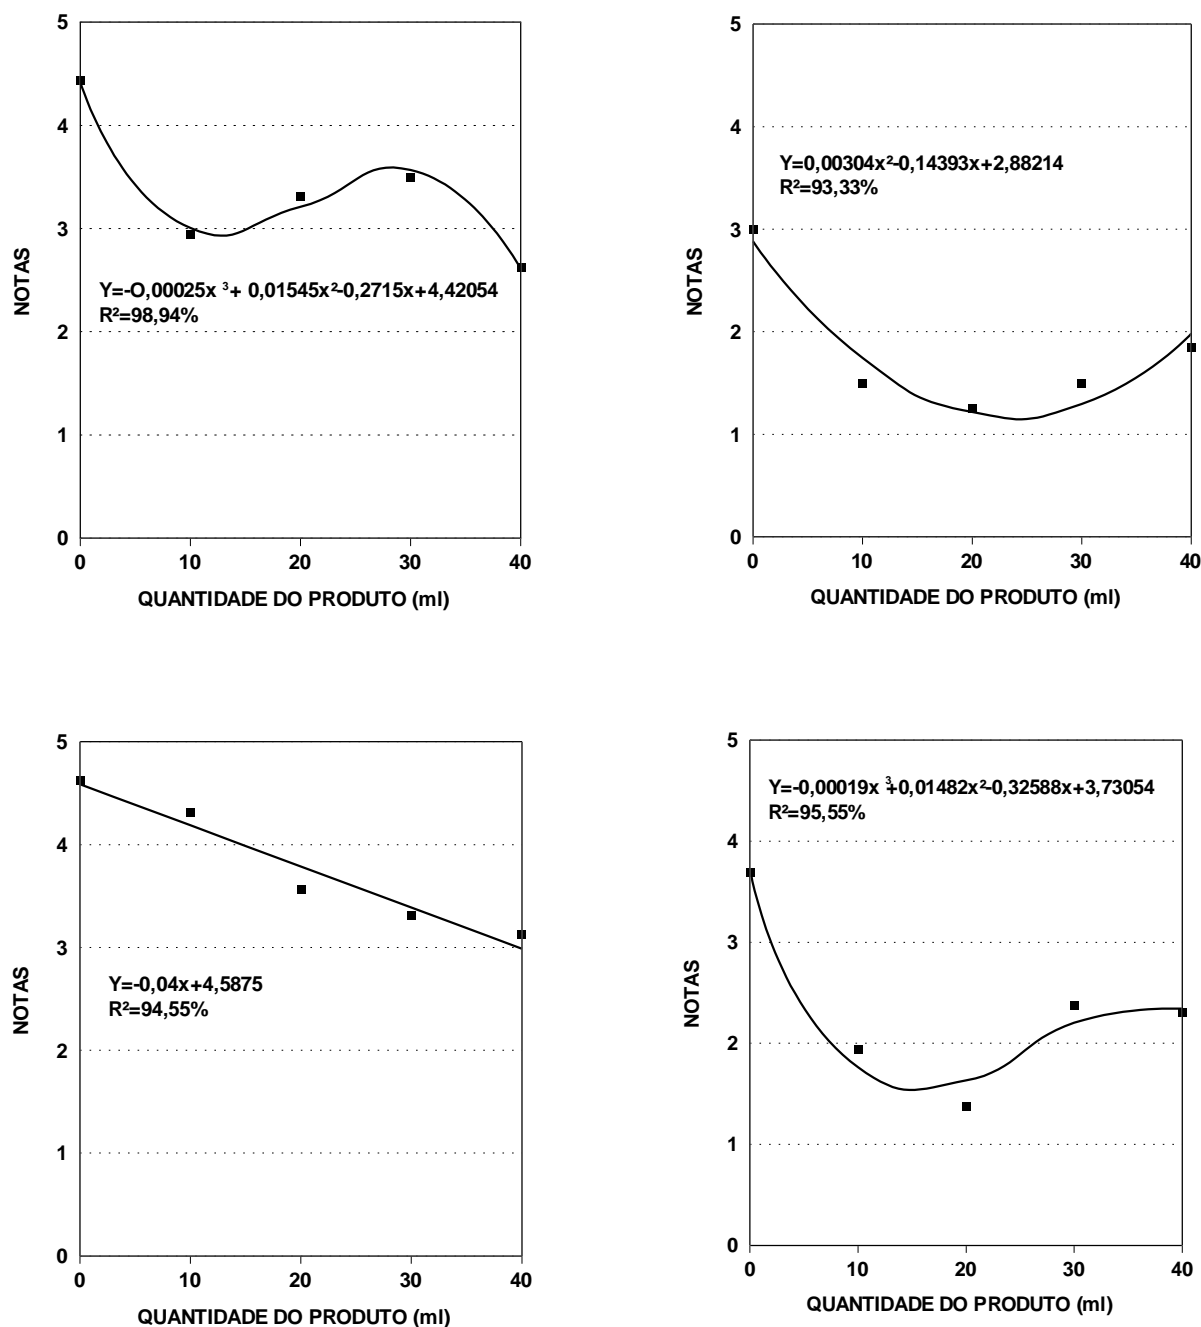 5
4
3
2
1
0
NOTAS
Y=-O,00025x ³+ 0,01545x²-0,2715x+4,42054
R²=98,94%
0 10 20 30 40
QUANTIDADE DO PRODUTO (ml)
5
4
3
2
1
0
NOTAS
Y=0,00304x²-0,14393x+2,88214
R²=93,33%
0 10 20 30 40
QUANTIDADE DO PRODUTO (ml)
5
4
3
2
1
0
NOTAS
Y=-0,04x+4,5875
R²=94,55%
0 10 20 30 40
QUANTIDADE DO PRODUTO (ml)
5
4
3
2
1
0
NOTAS
Y=-0,00019x ³+0,01482x²-0,32588x+3,73054
R²=95,55%
0 10 20 30 40
QUANTIDADE DO PRODUTO (ml)